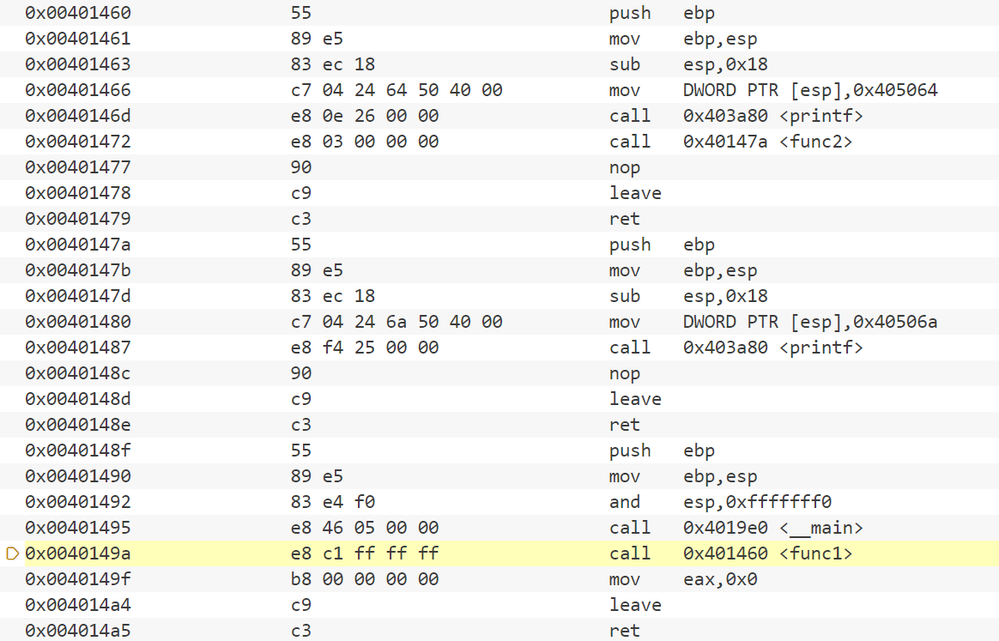 0x00401460 55 push ebp
0x00401461 89 e5 mov ebp,esp
0x00401463 83 ec 18 sub esp,0x18
0x00401466 c7 04 24 64 50 40 00 mov DWORD PTR [esp],0x405064
0x0040146d e8 0e 26 00 00 call 0x403a80 <printf>
0x00401472 e8 03 00 00 00 call 0x40147a <func2>
0x00401477 90 nop
0x00401478 c9 leave
0x00401479 c3 ret
0x0040147a 55 push ebp
0x0040147b 89 e5 mov ebp,esp
0x0040147d 83 ec 18 sub esp,0x18
0x00401480 c7 04 24 6a 50 40 00 mov DWORD PTR [esp],0x40506a
0x00401487 e8 f4 25 00 00 call 0x403a80 <printf>
0x0040148c 90 nop
0x0040148d c9 leave
0x0040148e c3 ret
0x0040148f 55 push ebp
0x00401490 89 e5 mov ebp,esp
0x00401492 83 e4 f0 and esp,0xfffffff0
0x00401495 e8 46 05 00 00 call 0x4019e0 <__main>
0x0040149a e8 c1 ff ff ff call 0x401460 <func1>
0x0040149f b8 00 00 00 00 mov eax,0x0
0x004014a4 c9 leave
0x004014a5 c3 ret